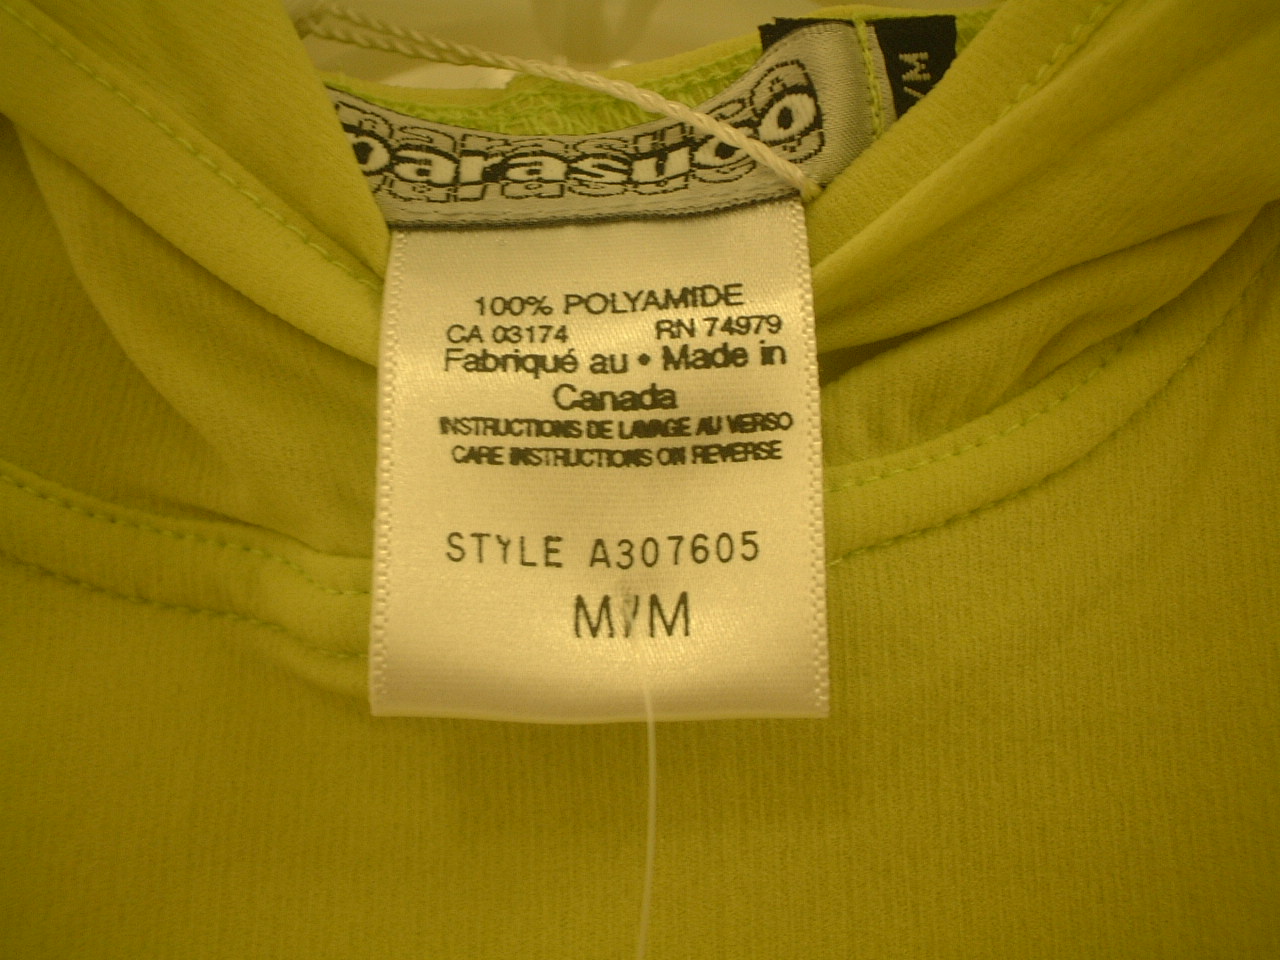 parasuco
/M
100% POLYAMIDE
CA 03174 RN 74979
Fabriqué au • Made in
Canada
INSTRUCTIONS DE LAVAGE AU VERSO
CARE INSTRUCTIONS ON REVERSE
STYLE A307605
M/M